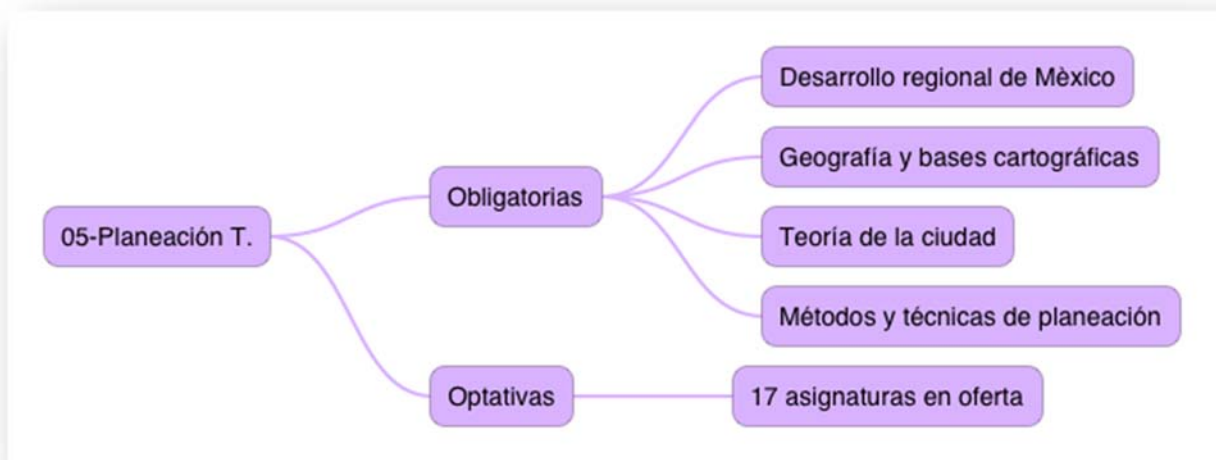 05-Planeación T.
Obligatorias
Desarrollo regional de Mèxico
Geografía y bases cartográficas
Teoría de la ciudad
Métodos y técnicas de planeación
Optativas
17 asignaturas en oferta